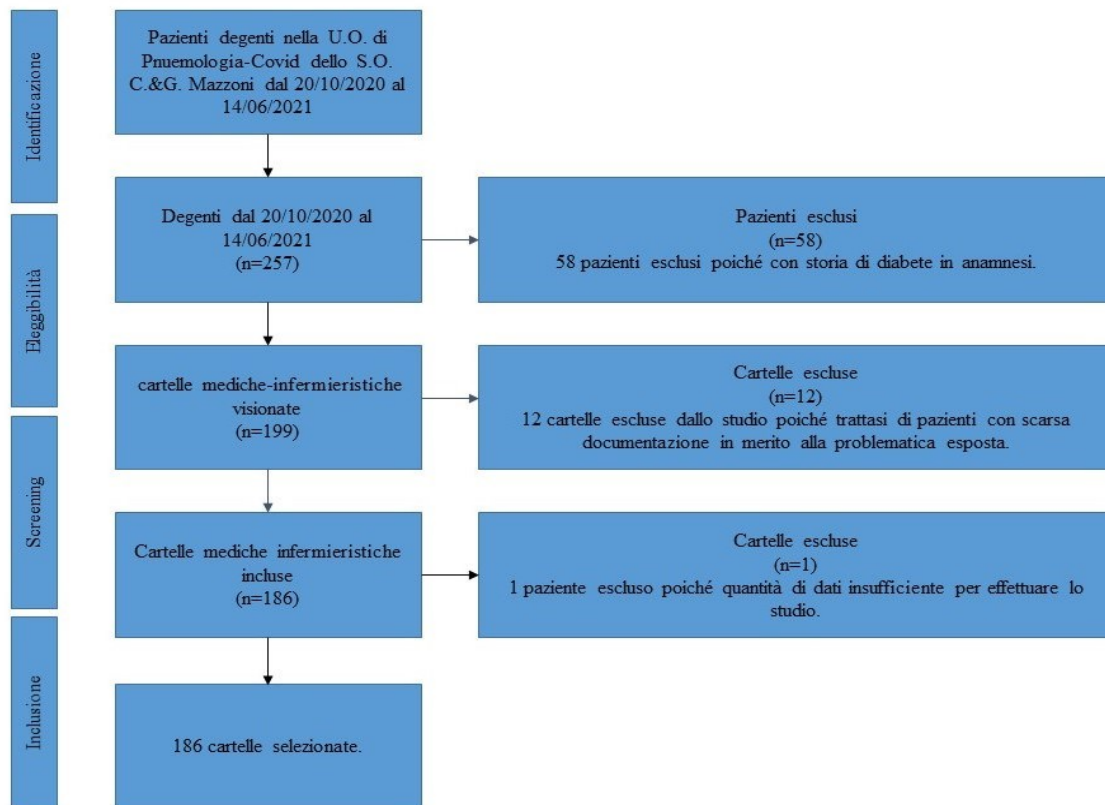 Identificazione
Pazienti degenti nella U.O. di
Pnuemologia-Covid dello S.O.
C.&G. Mazzoni dal 20/10/2020 al
14/06/2021
Eleggibilità
Degenti dal 20/10/2020 al
14/06/2021
(n=257)
Pazienti esclusi
(n=58)
58 pazienti esclusi poiché con storia di diabete in anamnesi.
cartelle mediche-infermieristiche
visionate
(n=199)
Cartelle escluse
(n=12)
12 cartelle escluse dallo studio poiché trattasi di pazienti con scarsa
documentazione in merito alla problematica esposta.
Screening
Cartelle mediche infermieristiche
incluse
(n=186)
Cartelle escluse
(n=1)
1 paziente escluso poiché quantità di dati insufficiente per effettuare lo
studio.
Inclusione
186 cartelle selezionate.